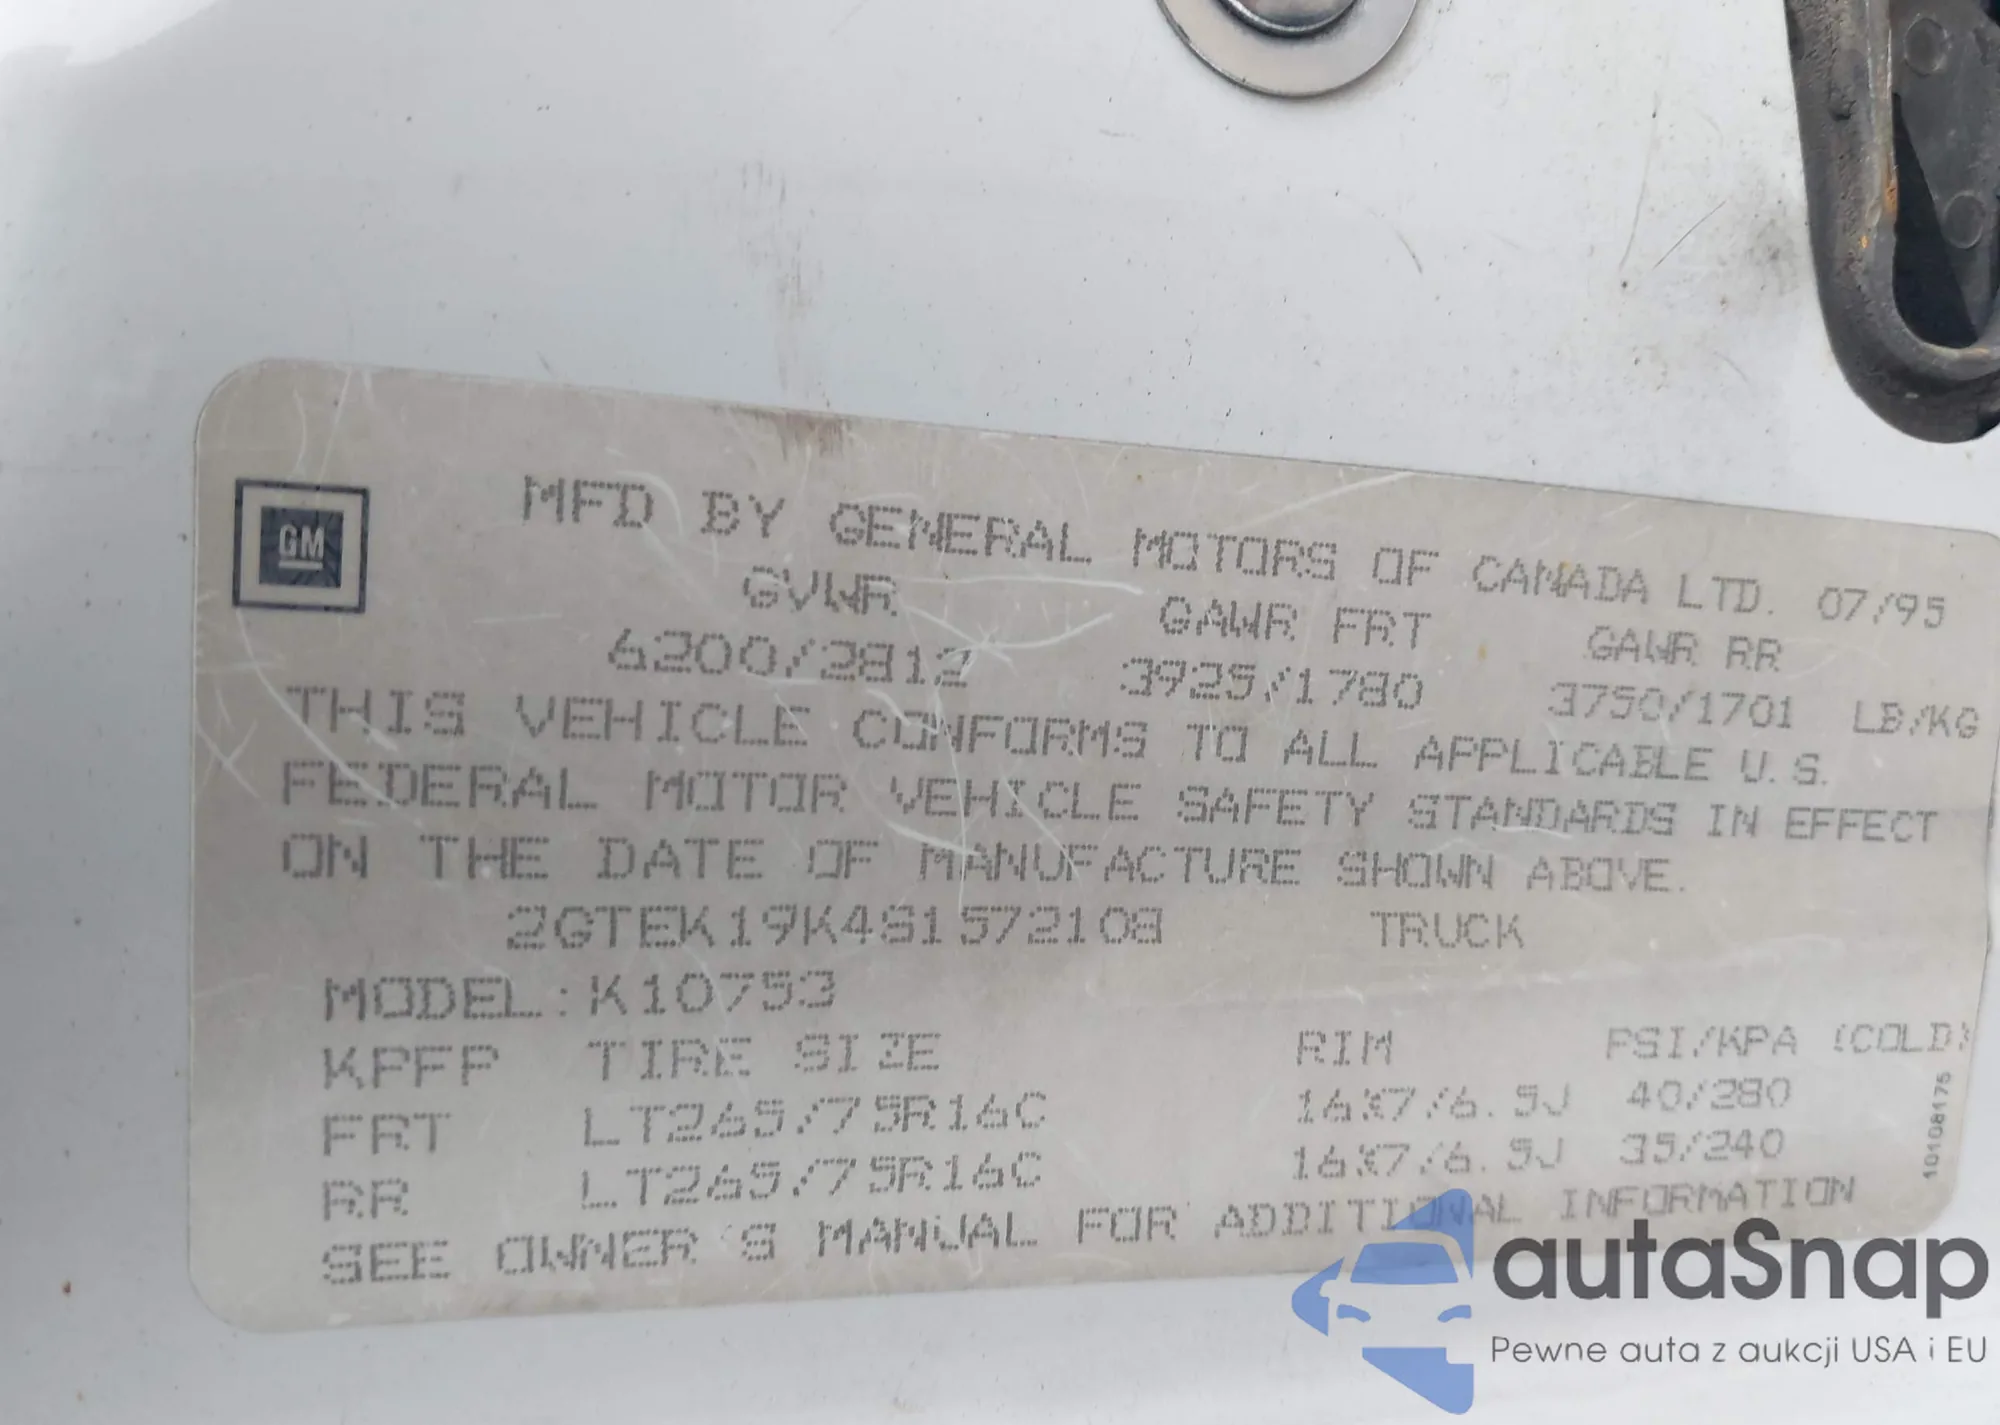 GM
MFD BY GENERAL MOTORS OF CANADA LTD. 07/95
GVWR GAWR FRT GAWR RR
6200/2812 3925/1780 3750/1701 LB/KG
THIS VEHICLE CONFORMS TO ALL APPLICABLE U.S.
FEDERAL MOTOR VEHICLE SAFETY STANDARDS IN EFFECT
ON THE DATE OF MANUFACTURE SHOWN ABOVE.
2GTEK19K4S1572108 TRUCK
MODEL: K10753
KPFP TIRE SIZE RIM PSI/KPA (COLD)
FRT LT265/75R16C 16X7/6.5J 40/280
RR LT265/75R16C 16X7/6.5J 35/240
SEE OWNER'S MANUAL FOR ADDITIONAL INFORMATION
10108175
autaSnap
Pewne auta z aukcji USA i EU